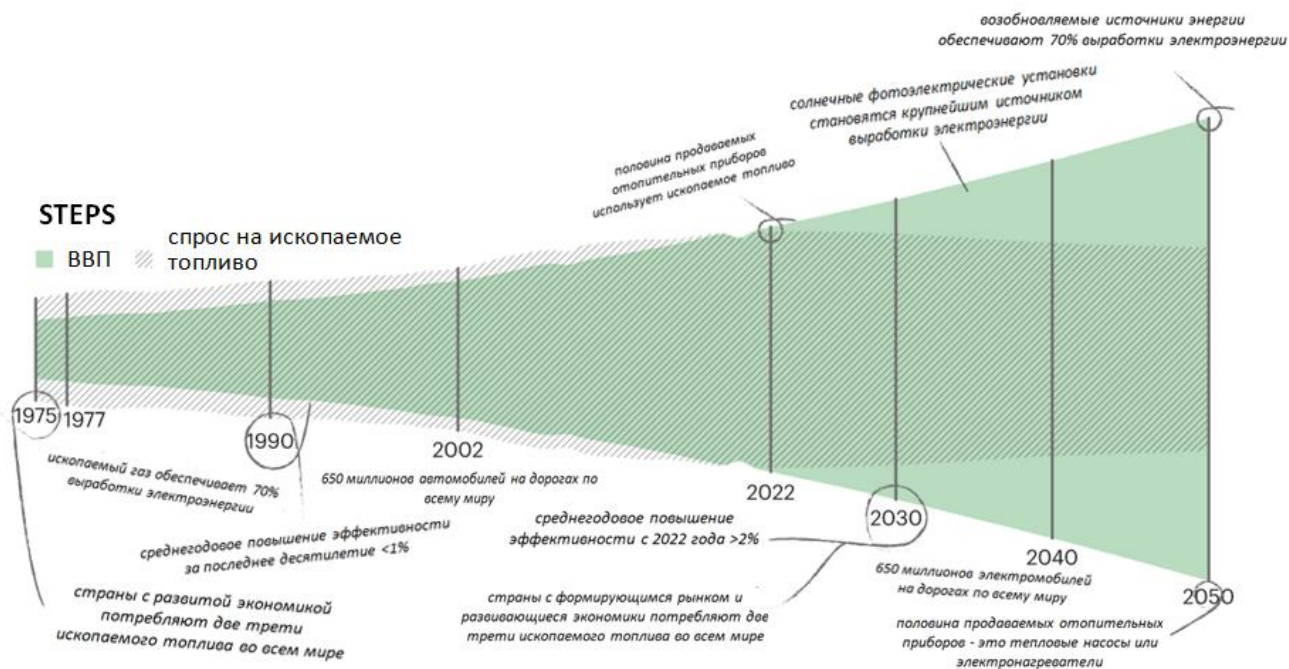 возобновляемые источники энергии
обеспечивают 70% выработки электроэнергии
солнечные фотоэлектрические установки
становятся крупнейшим источником
выработки электроэнергии
половина продаваемых
отопительных приборов
использует ископаемое топливо
STEPS
ВВП
спрос на ископаемое
топливо
1975
1977
1990
2002
2022
2030
2040
2050
ископаемый газ обеспечивает 70%
выработки электроэнергии
650 миллионов автомобилей на дорогах по
всему миру
среднегодовое повышение эффективности
за последнее десятилетие <1%
среднегодовое повышение
эффективности с 2022 года >2%
страны с развитой экономикой
потребляют две трети
ископаемого топлива во всем мире
страны с формирующимся рынком и
развивающиеся экономики потребляют две
трети ископаемого топлива во всем мире
650 миллионов электромобилей
на дорогах по всему миру
половина продаваемых отопительных
приборов - это тепловые насосы или
электронагреватели